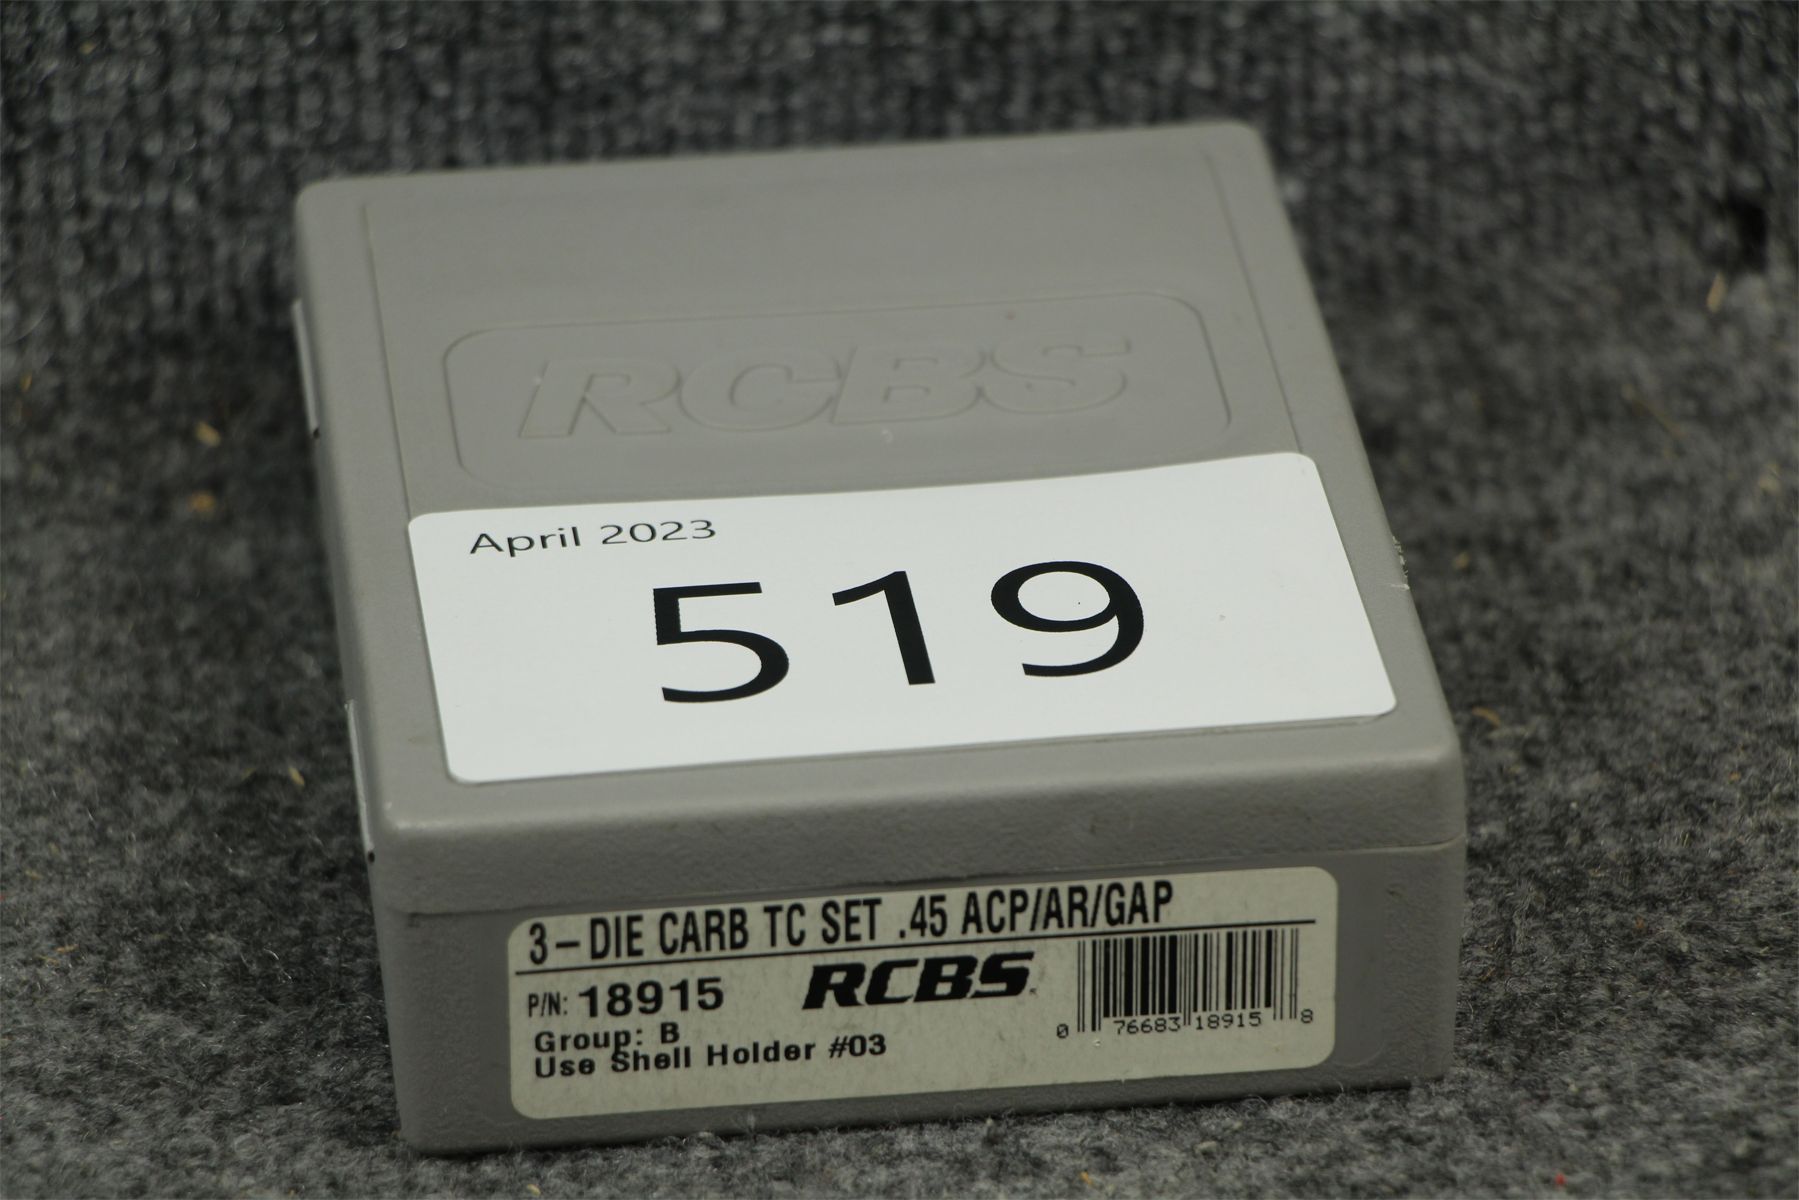 RCBS
April 2023
519
3-DIE CARB TC SET .45 ACP/AR/GAP
P/N: 18915
RCBS
Group: B
Use Shell Holder #03
0 76683 18915 8